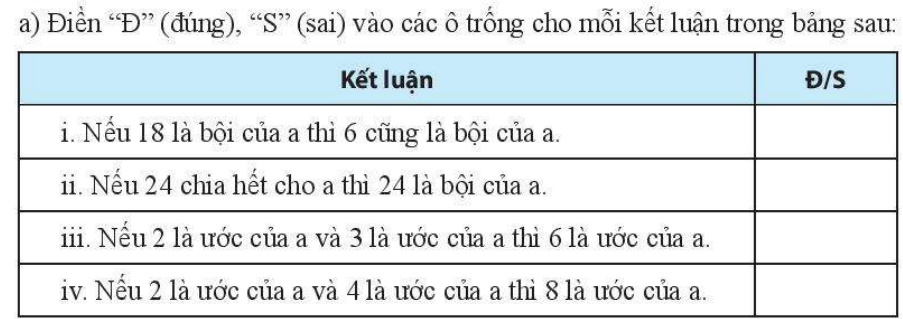 a) Điền “Đ” (đúng), “S” (sai) vào các ô trống cho mỗi kết luận trong bảng sau:
Kết luận Đ/S
i. Nếu 18 là bội của a thì 6 cũng là bội của a.
ii. Nếu 24 chia hết cho a thì 24 là bội của a.
iii. Nếu 2 là ước của a và 3 là ước của a thì 6 là ước của a.
iv. Nếu 2 là ước của a và 4 là ước của a thì 8 là ước của a.